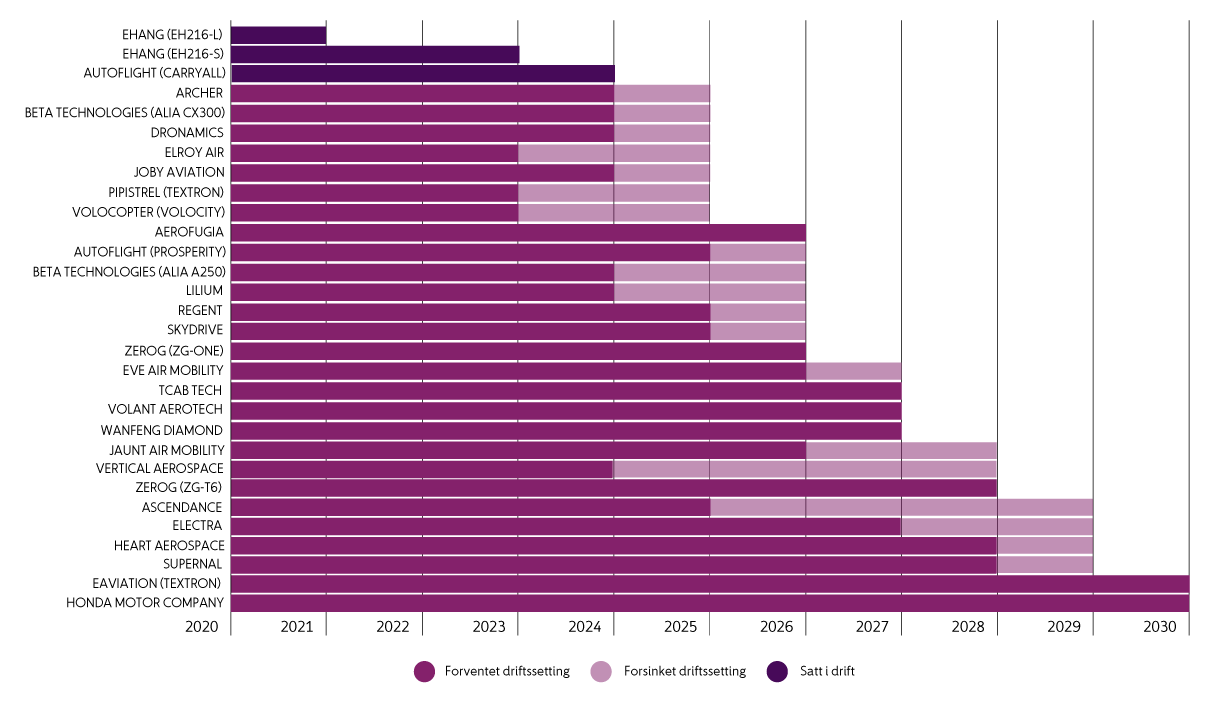 EHANG (EH216-L)
EHANG (EH216-S)
AUTOFLIGHT (CARRYALL)
ARCHER
BETA TECHNOLOGIES (ALIA CX300)
DRONAMICS
ELROY AIR
JOBY AVIATION
PIPISTREL (TEXTRON)
VOLOCOPTER (VOLOCITY)
AEROFUGIA
AUTOFLIGHT (PROSPERITY)
BETA TECHNOLOGIES (ALIA A250)
LILIUM
REGENT
SKYDRIVE
ZEROG (ZG-ONE)
EVE AIR MOBILITY
TCAB TECH
VOLANT AEROTECH
WANFENG DIAMOND
JAUNT AIR MOBILITY
VERTICAL AEROSPACE
ZEROG (ZG-T6)
ASCENDANCE
ELECTRA
HEART AEROSPACE
SUPERNAL
EAVIATION (TEXTRON)
HONDA MOTOR COMPANY
2020 2021 2022 2023 2024 2025 2026 2027 2028 2029 2030
Forventet driftssetting Forsinket driftssetting Satt i drift